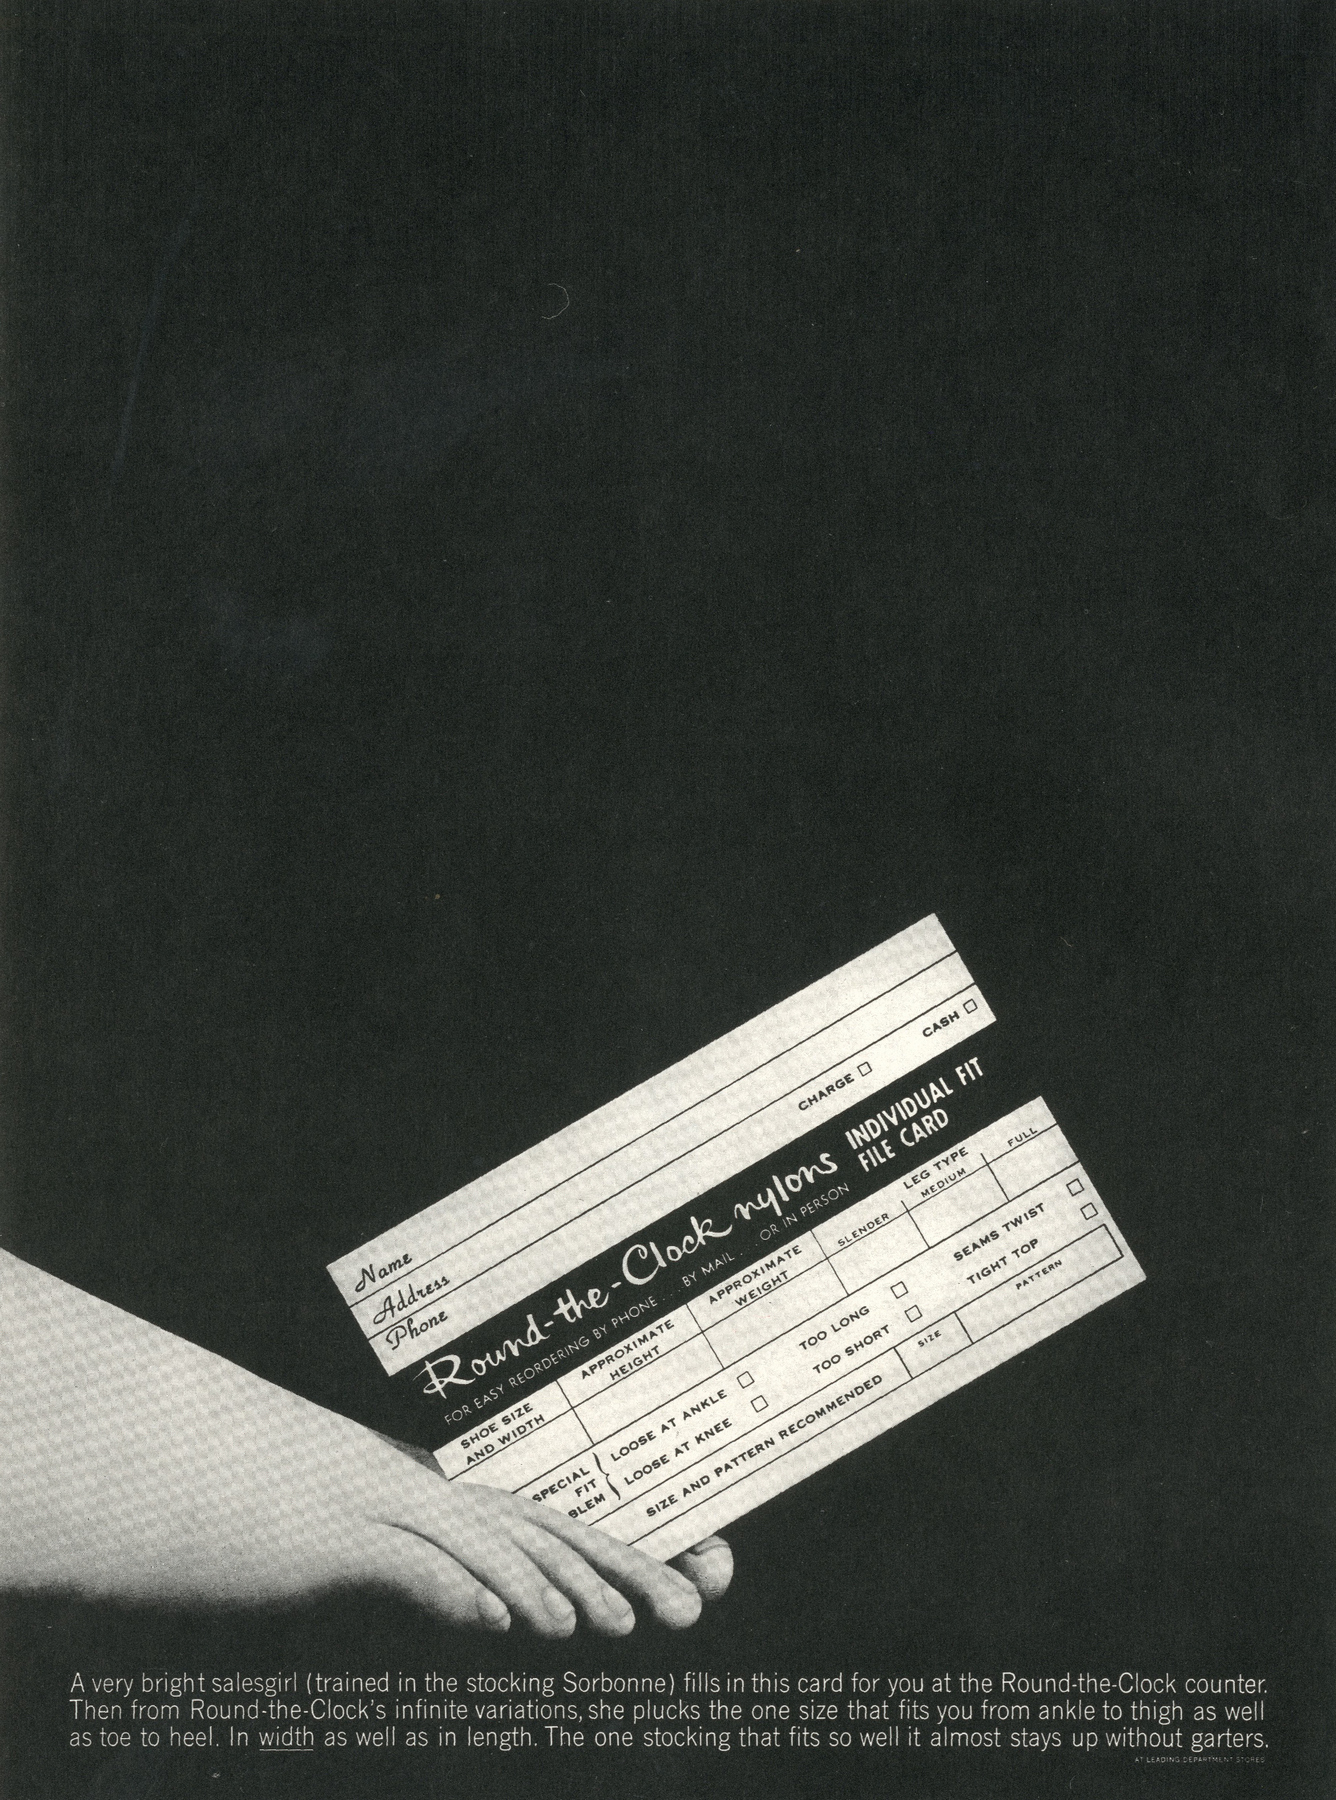 Name
Address
Phone
CHARGE
CASH
Round-the-Clock nylons
INDIVIDUAL FIT
FILE CARD
FOR EASY REORDERING BY PHONE . . . BY MAIL . . . OR IN PERSON
SHOE SIZE
AND WIDTH
APPROXIMATE
HEIGHT
APPROXIMATE
WEIGHT
LEG TYPE
SLENDER
MEDIUM
FULL
SPECIAL
FIT
BLEM
LOOSE AT ANKLE
LOOSE AT KNEE
TOO LONG
TOO SHORT
SEAMS TWIST
TIGHT TOP
SIZE AND PATTERN RECOMMENDED
SIZE
PATTERN
A very bright salesgirl (trained in the stocking Sorbonne) fills in this card for you at the Round-the-Clock counter.
Then from Round-the-Clock's infinite variations, she plucks the one size that fits you from ankle to thigh as well
as toe to heel. In width as well as in length. The one stocking that fits so well it almost stays up without garters.
AT LEADING DEPARTMENT STORES